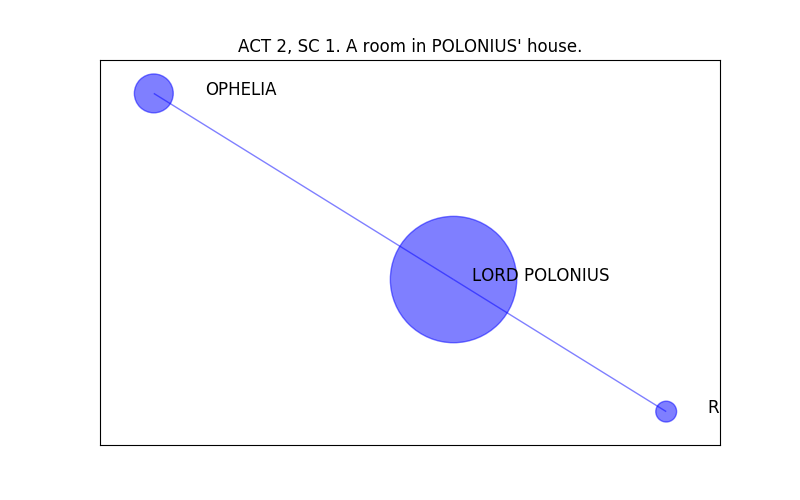 ACT 2, SC 1. A room in POLONIUS' house.
OPHELIA
LORD POLONIUS
R